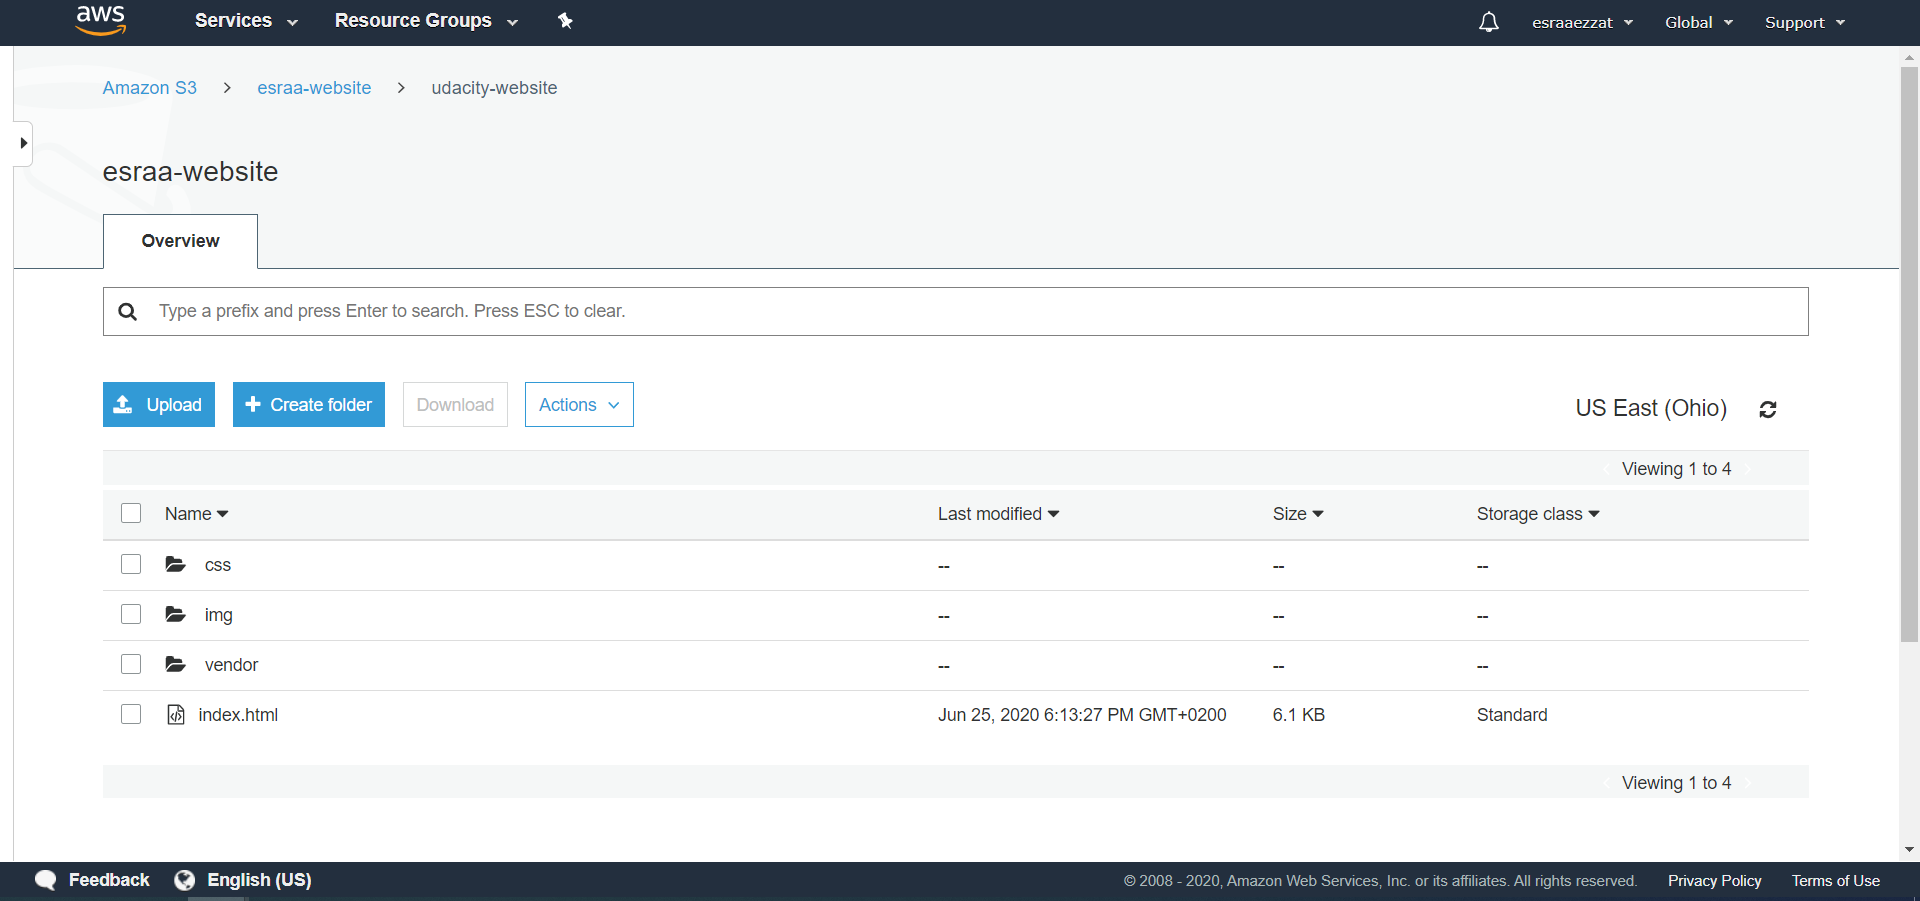 aws Services Resource Groups esraaezzat Global Support
Amazon S3 > esraa-website > udacity-website
esraa-website
Overview
Type a prefix and press Enter to search. Press ESC to clear.
Upload + Create folder Download Actions US East (Ohio)
Viewing 1 to 4
Name Last modified Size Storage class
css -- -- --
img -- -- --
vendor -- -- --
index.html Jun 25, 2020 6:13:27 PM GMT+0200 6.1 KB Standard
Viewing 1 to 4
Feedback English (US) © 2008 - 2020, Amazon Web Services, Inc. or its affiliates. All rights reserved. Privacy Policy Terms of Use